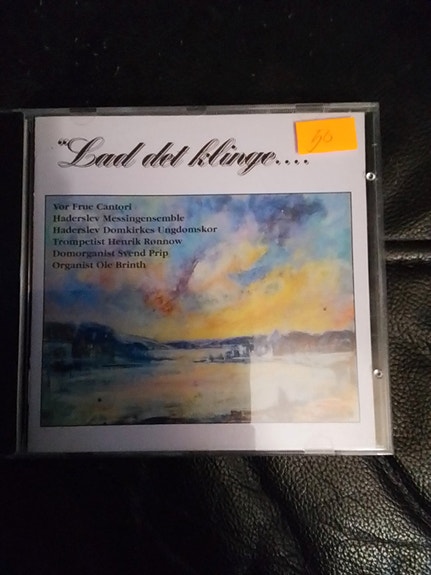 "Lad det klinge....
50
Vor Frue Cantori
Haderslev Messingensemble
Haderslev Domkirkes Ungdomskor
Trompetist Henrik Rønnow
Domorganist Svend Prip
Organist Ole Brinth